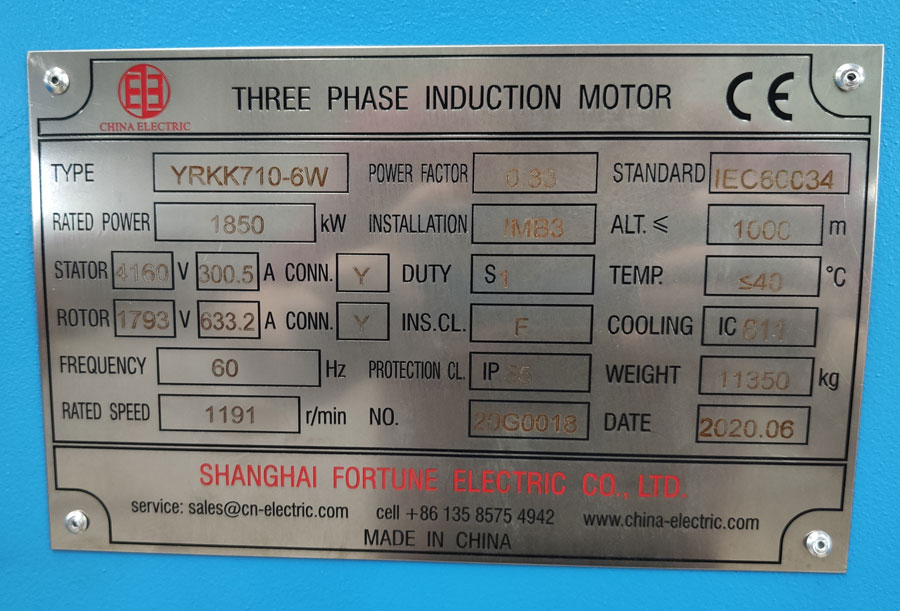 CHINA ELECTRIC
THREE PHASE INDUCTION MOTOR CE
TYPE YRKK710-6W POWER FACTOR STANDARD IEC60034
RATED POWER 1850 kW INSTALLATION IMB3 ALT. ≤ 1000 m
STATOR 4160 V 300.5 A CONN. Y DUTY S1 TEMP. ≤40 °C
ROTOR 1793 V 633.2 A CONN. Y INS.CL. F COOLING IC 611
FREQUENCY 60 Hz PROTECTION CL. IP WEIGHT 11350 kg
RATED SPEED 1191 r/min NO. 20G0018 DATE 2020.06
SHANGHAI FORTUNE ELECTRIC CO., LTD.
service: sales@cn-electric.com cell +86 135 8575 4942 www.china-electric.com
MADE IN CHINA